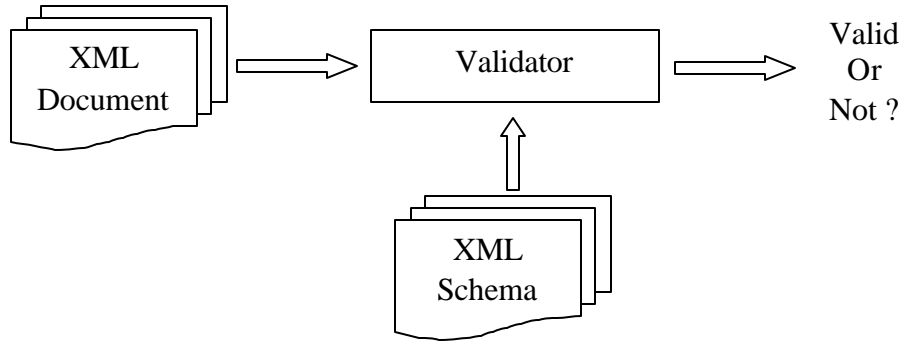 XML
Document
Validator
Valid
Or
Not ?
XML
Schema